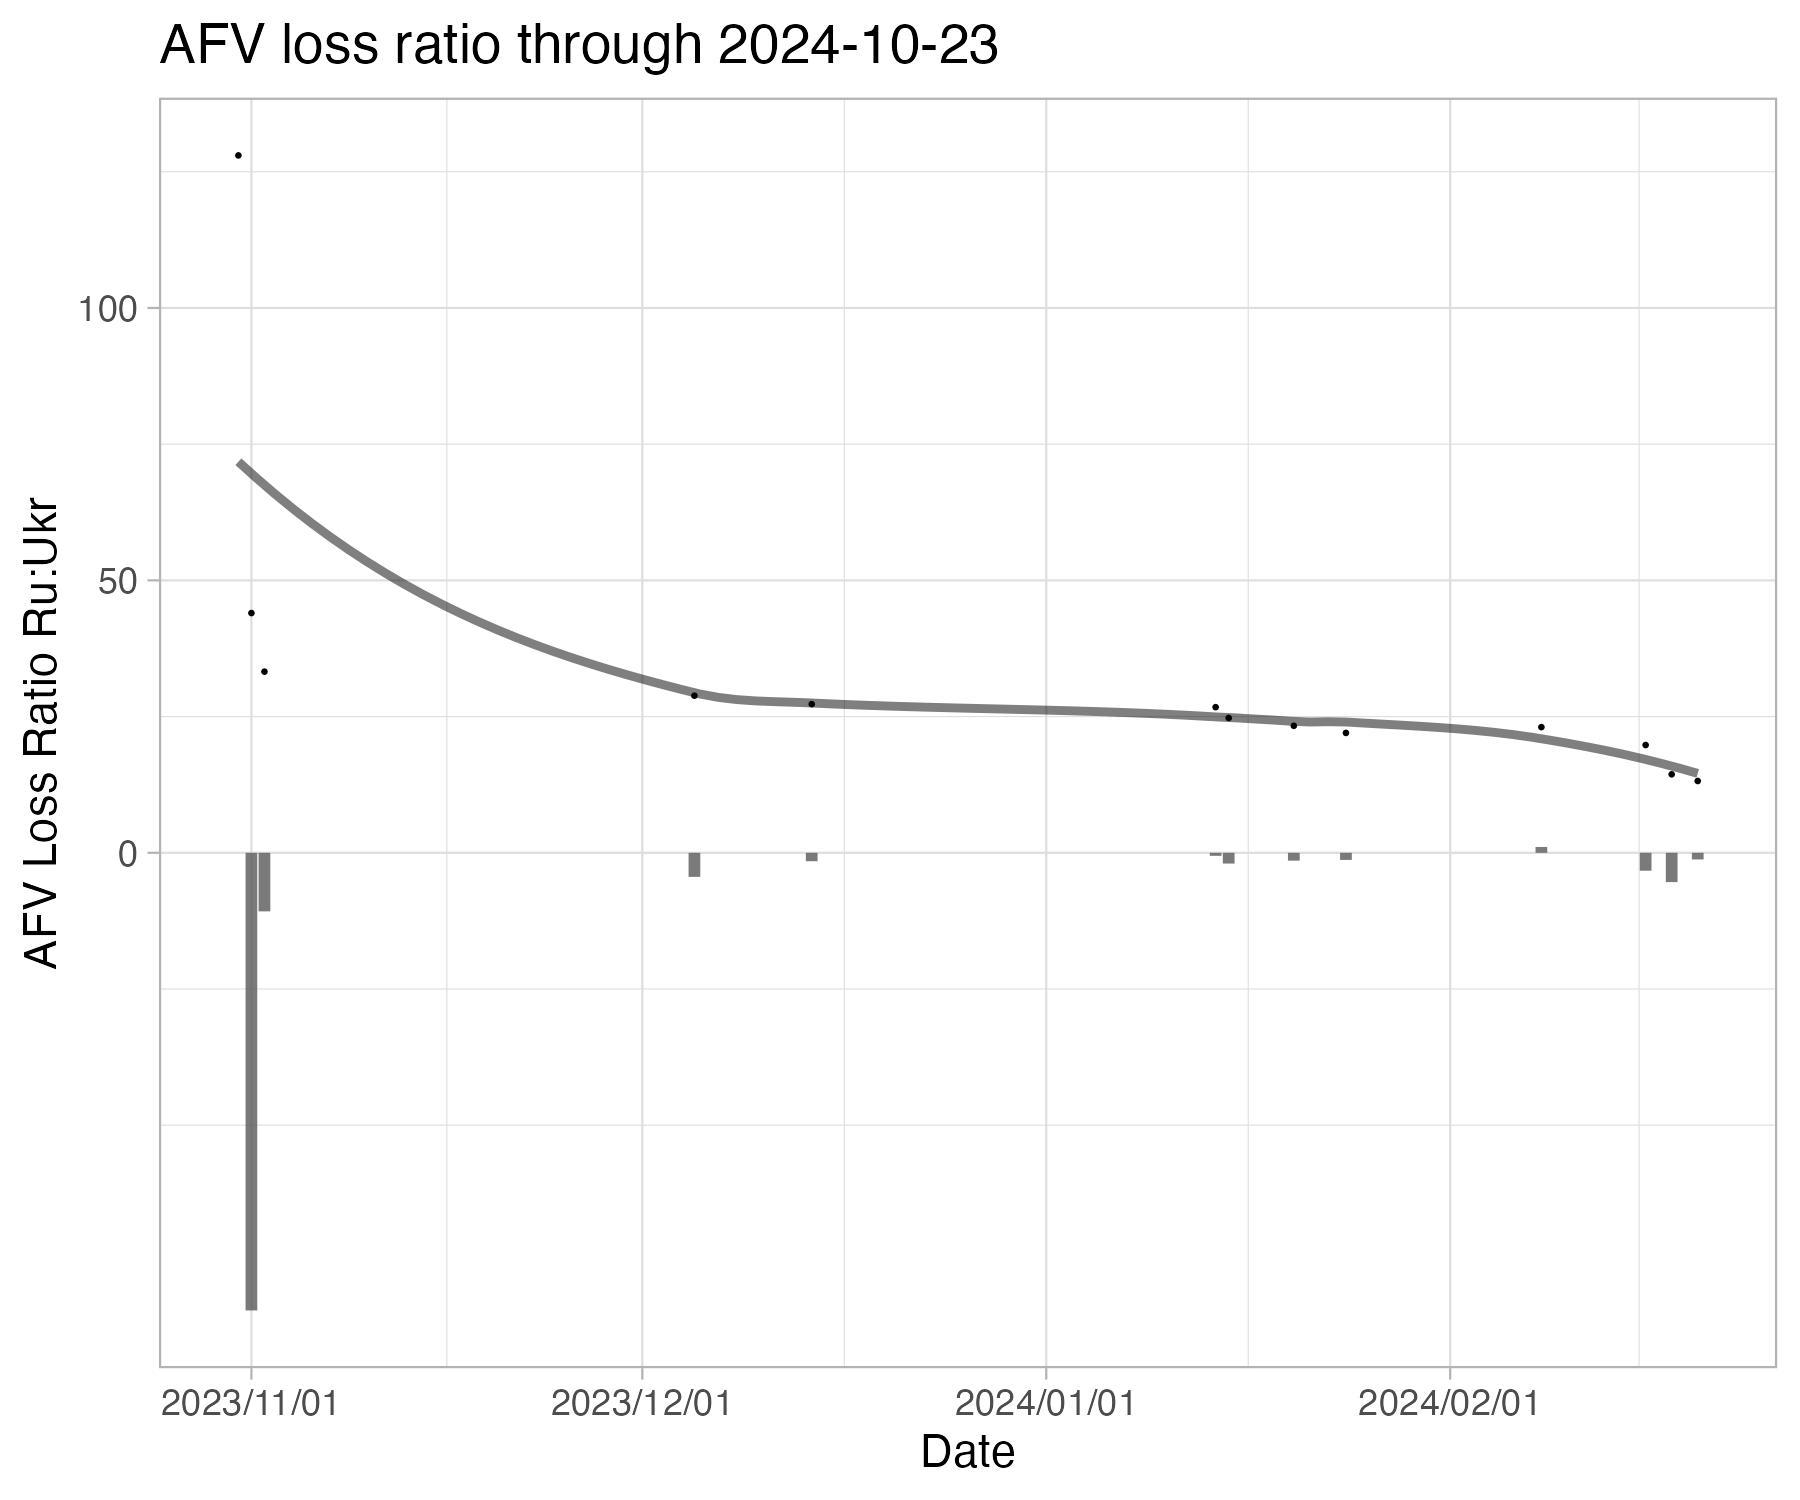 AFV loss ratio through 2024-10-23
AFV Loss Ratio Ru:Ukr
100
50
0
2023/11/01
2023/12/01
2024/01/01
2024/02/01
Date